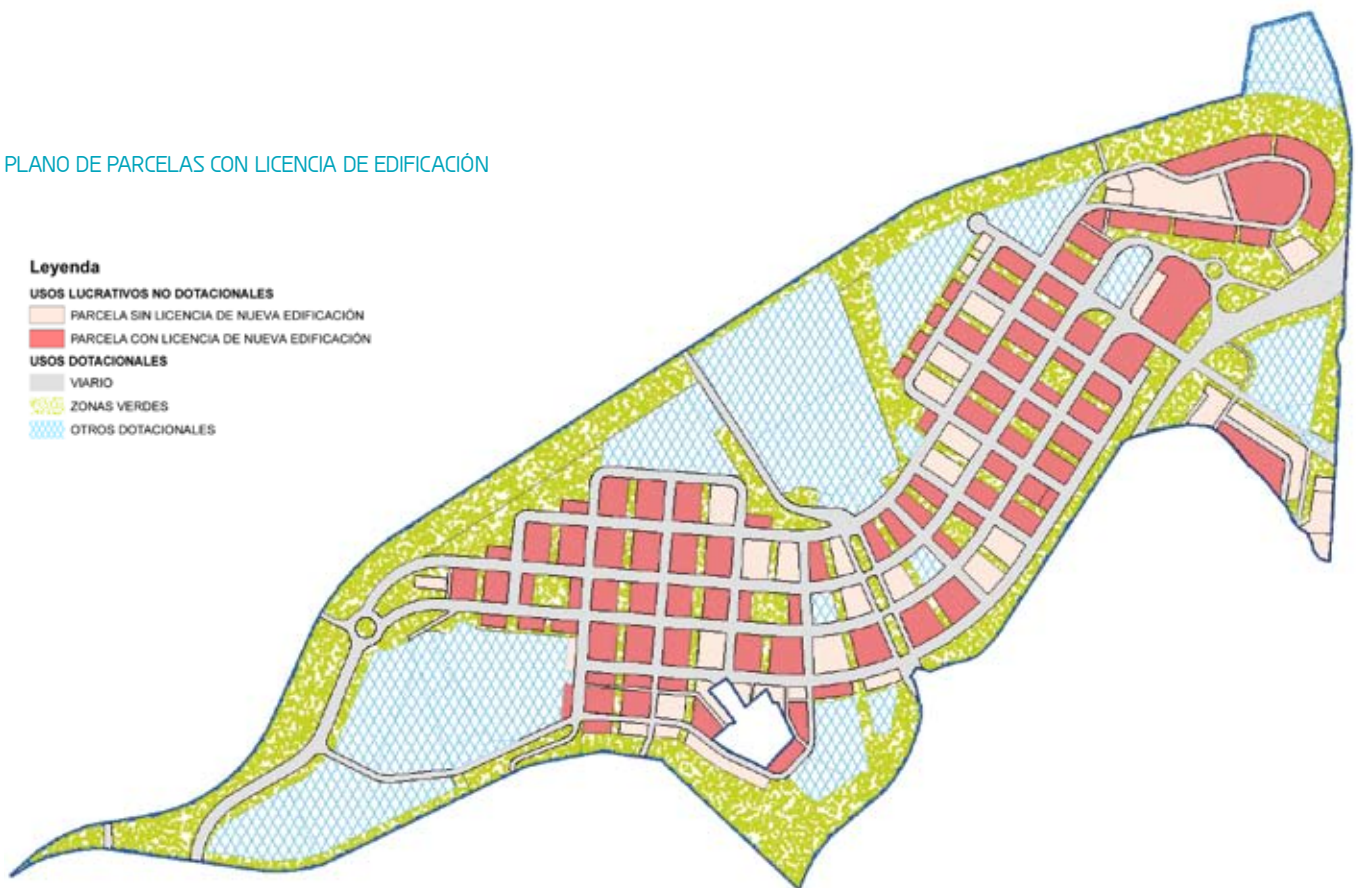 PLANO DE PARCELAS CON LICENCIA DE EDIFICACIÓN
Leyenda
USOS LUCRATIVOS NO DOTACIONALES
PARCELA SIN LICENCIA DE NUEVA EDIFICACIÓN
PARCELA CON LICENCIA DE NUEVA EDIFICACIÓN
USOS DOTACIONALES
VIARIO
ZONAS VERDES
OTROS DOTACIONALES